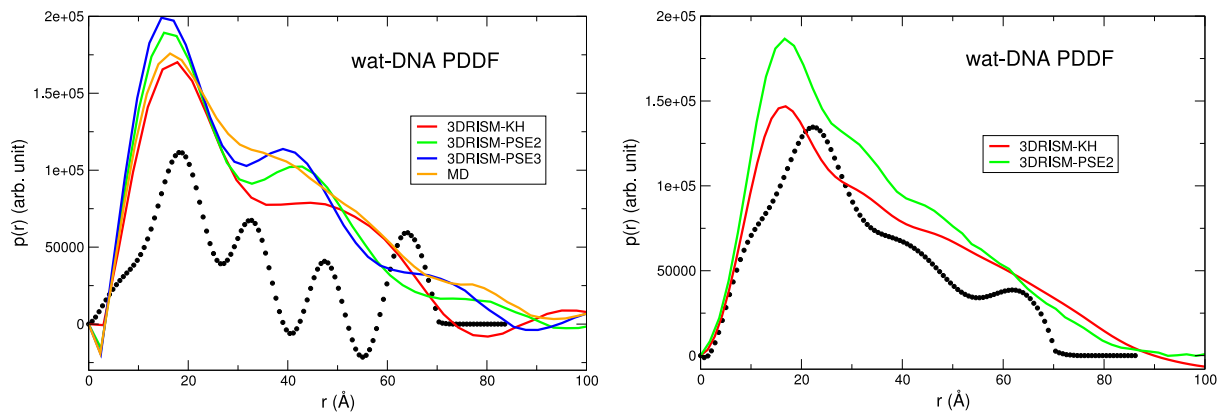 2e+05
1.5e+05
1e+05
50000
0
p(r) (arb. unit)
wat-DNA PDDF
3DRISM-KH
3DRISM-PSE2
3DRISM-PSE3
MD
0 20 40 60 80 100
r (Å)
2e+05
1.5e+05
1e+05
50000
0
p(r) (arb. unit)
wat-DNA PDDF
3DRISM-KH
3DRISM-PSE2
0 20 40 60 80 100
r (Å)